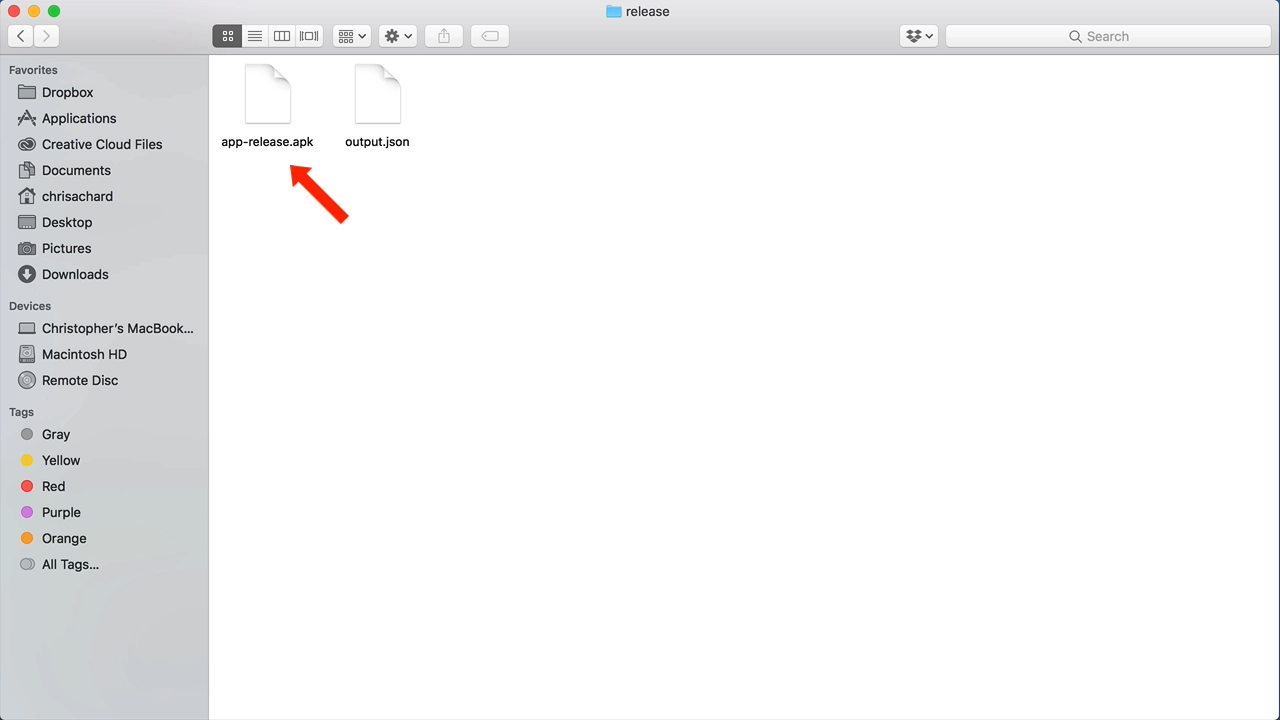 release
Search
Favorites
Dropbox
Applications
Creative Cloud Files
Documents
chrisachard
Desktop
Pictures
Downloads
Devices
Christopher’s MacBook...
Macintosh HD
Remote Disc
Tags
Gray
Yellow
Red
Purple
Orange
All Tags...
app-release.apk
output.json